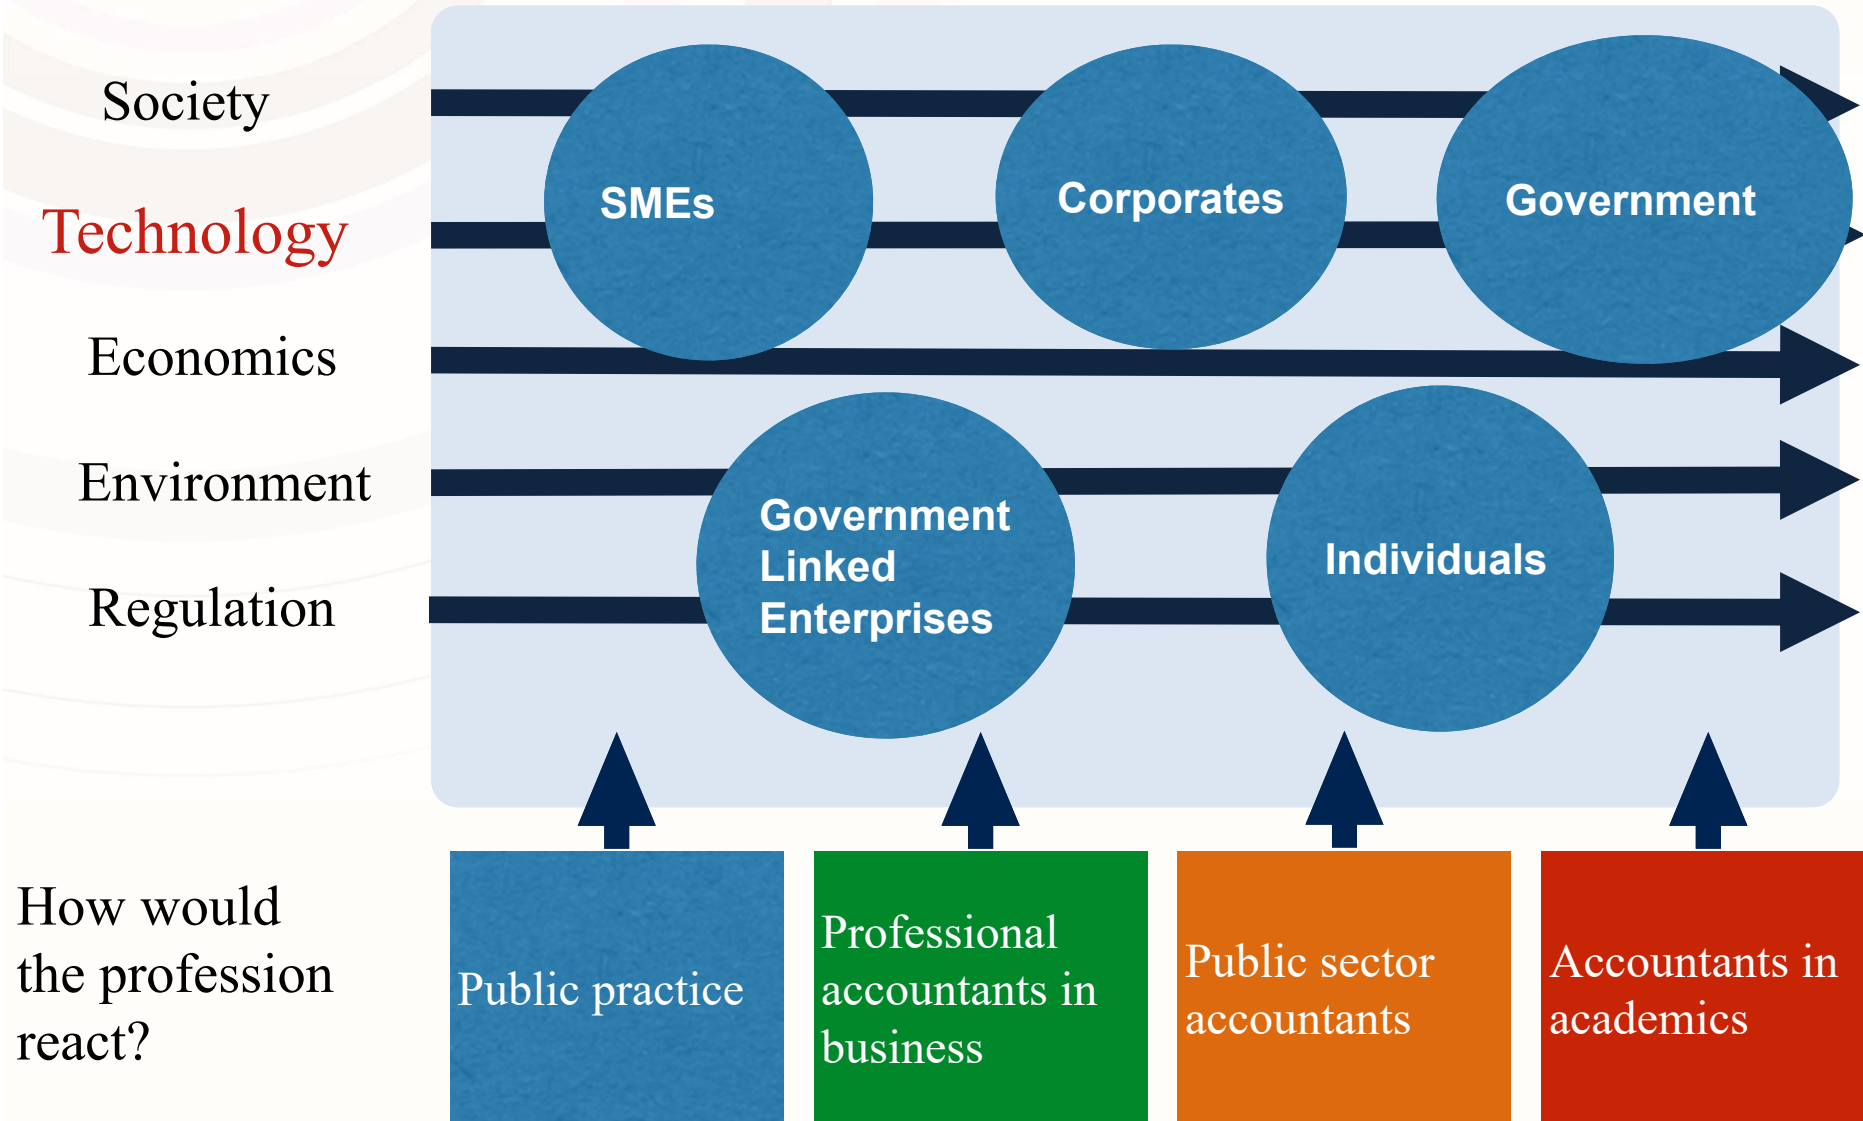 Society
Technology
Economics
Environment
Regulation
SMEs
Corporates
Government
Government
Linked
Enterprises
Individuals
How would
the profession
react?
Public practice
Professional
accountants in
business
Public sector
accountants
Accountants in
academics